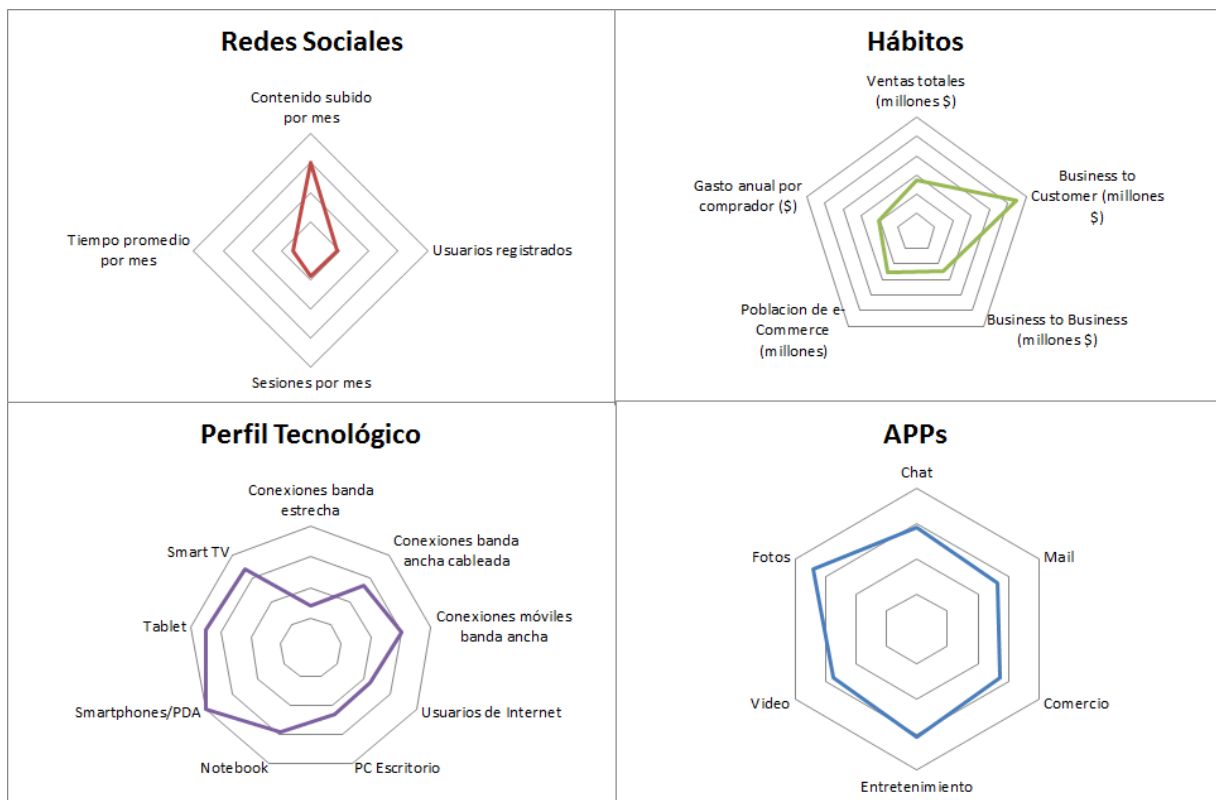 Redes Sociales
Contenido subido
por mes
Tiempo promedio
por mes
Usuarios registrados
Sesiones por mes
Hábitos
Ventas totales
(millones $)
Gasto anual por
comprador ($)
Business to
Customer (millones
$)
Poblacion de e-
Commerce
(millones)
Business to Business
(millones $)
Perfil Tecnológico
Conexiones banda
estrecha
Smart TV
Conexiones banda
ancha cableada
Tablet
Conexiones móviles
banda ancha
Smartphones/PDA
Usuarios de Internet
Notebook
PC Escritorio
APPs
Chat
Fotos
Mail
Video
Comercio
Entretenimiento